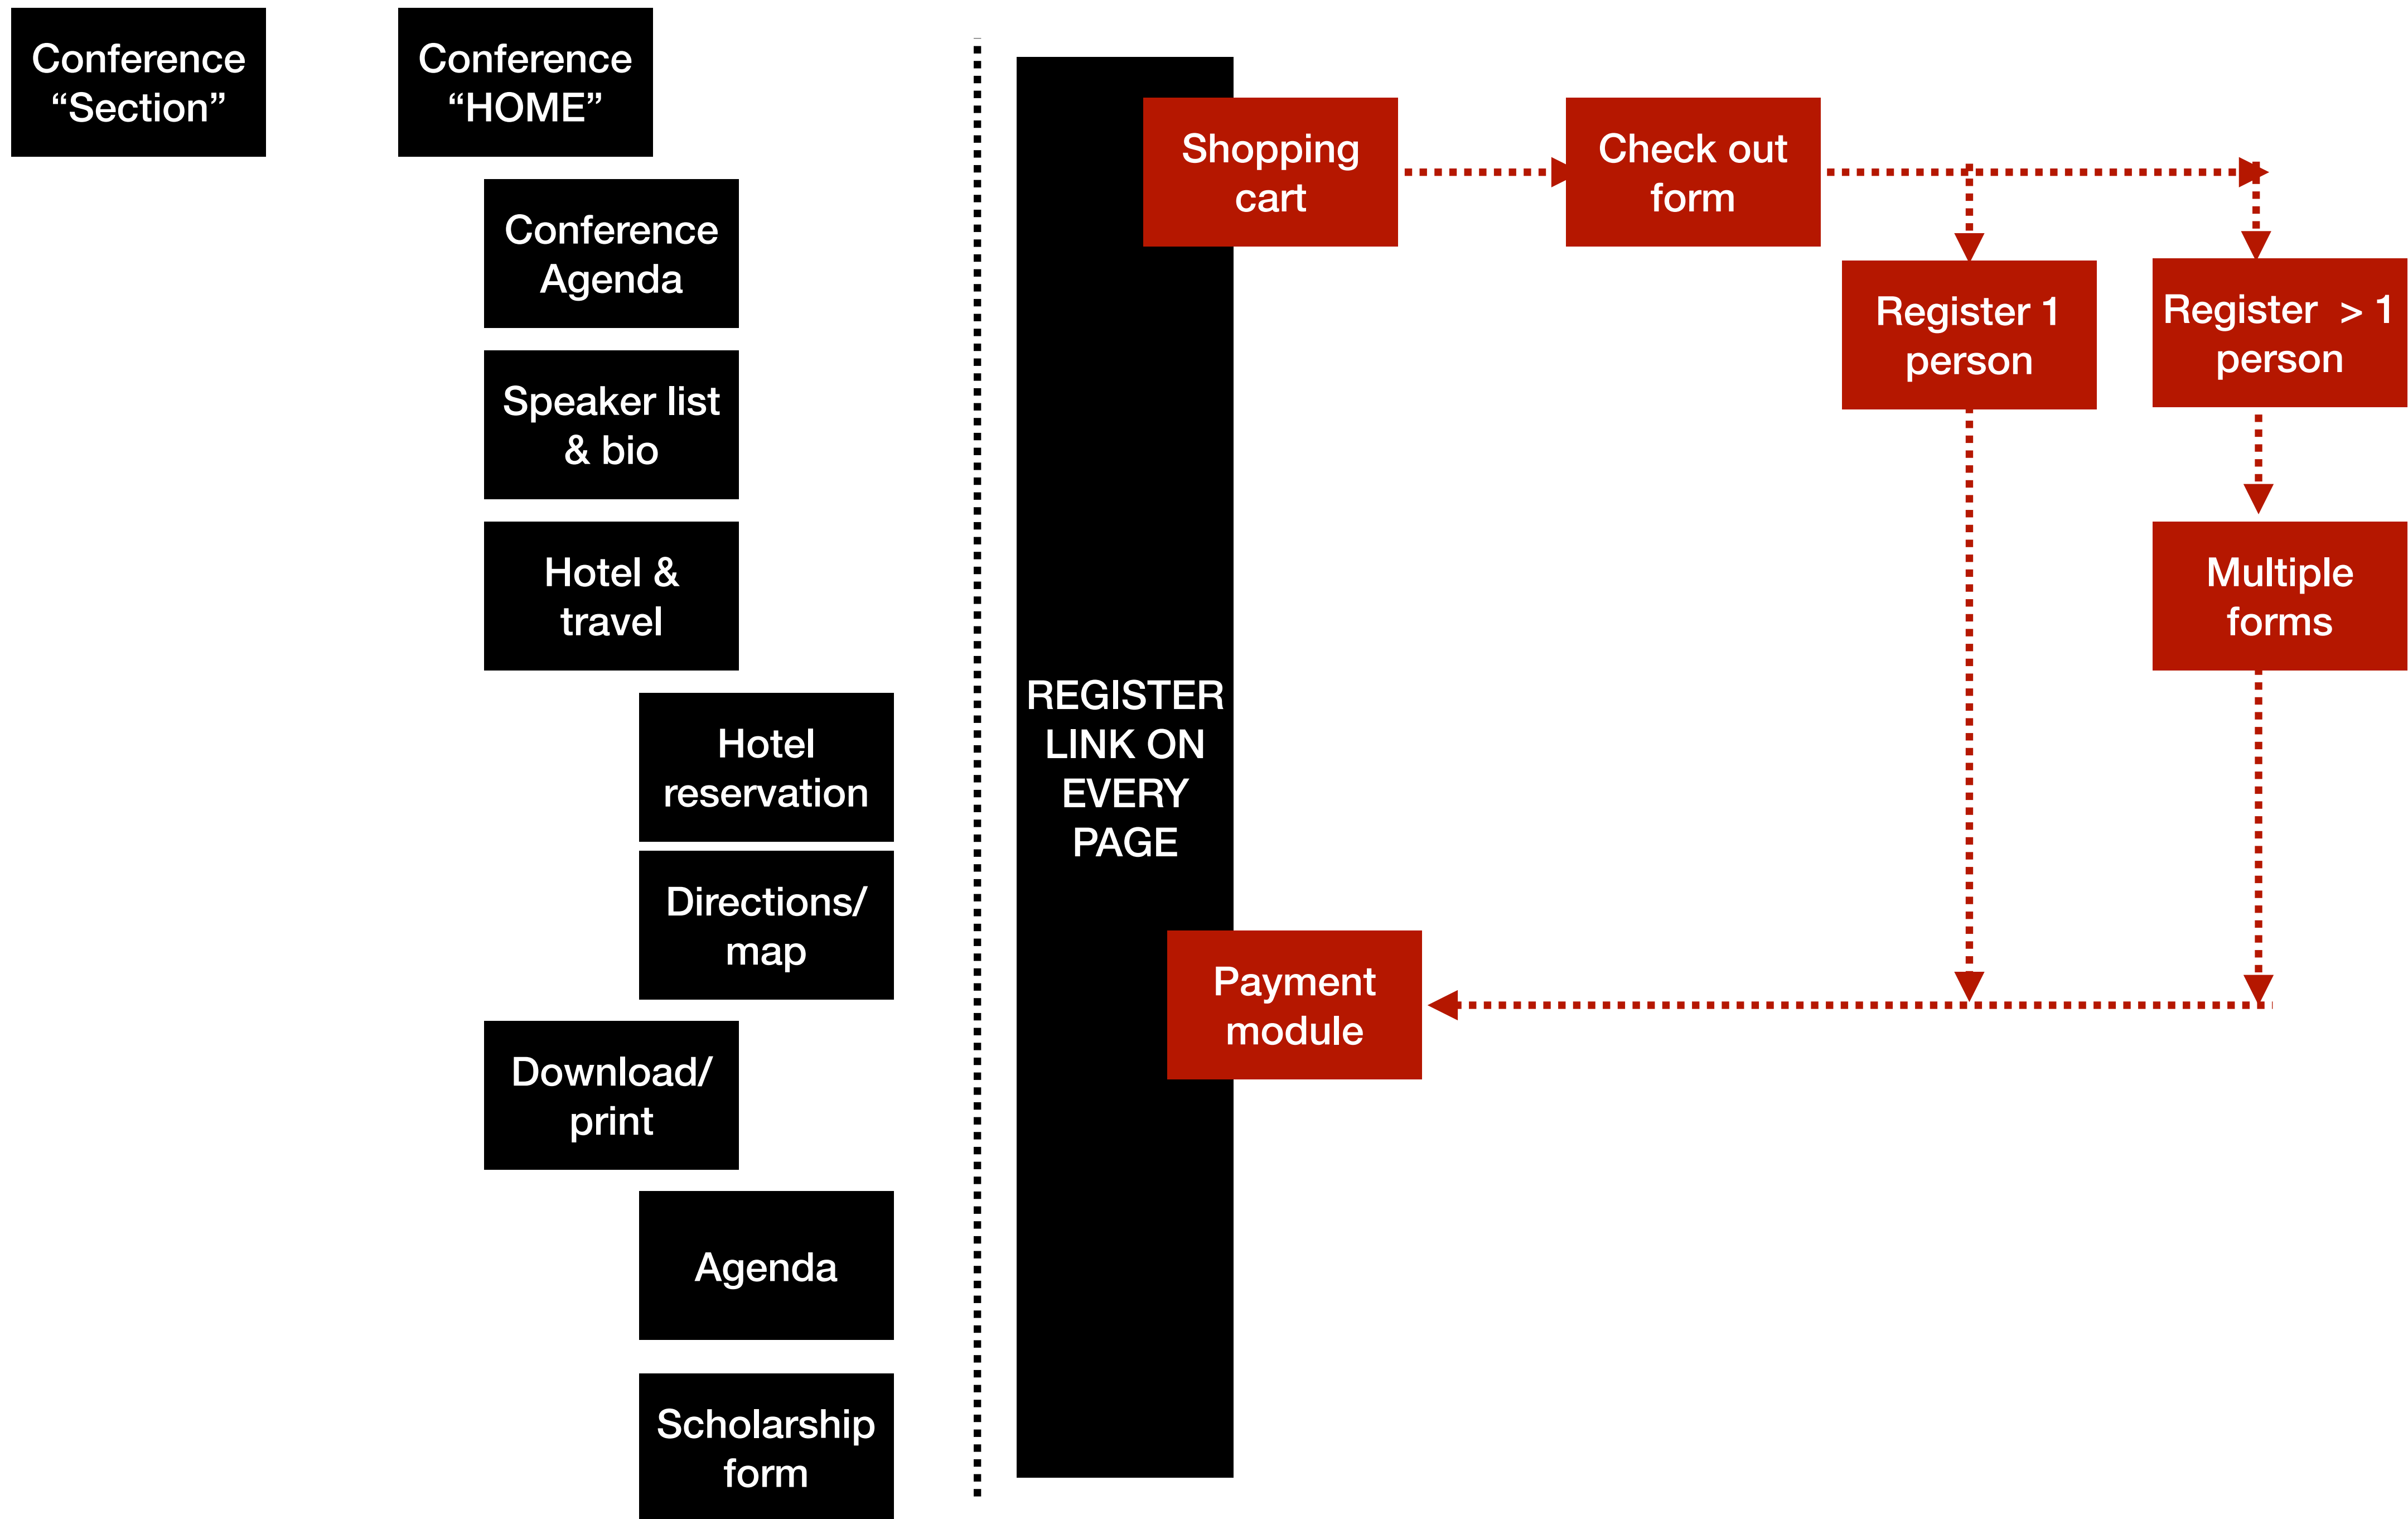 Conference
“Section”
Conference
“HOME”
Conference
Agenda
Speaker list
& bio
Hotel &
travel
Hotel
reservation
Directions/
map
Download/
print
Agenda
Scholarship
form
REGISTER
LINK ON
EVERY
PAGE
Shopping
cart
Check out
form
Register 1
person
Register  > 1
person
Multiple
forms
Payment
module